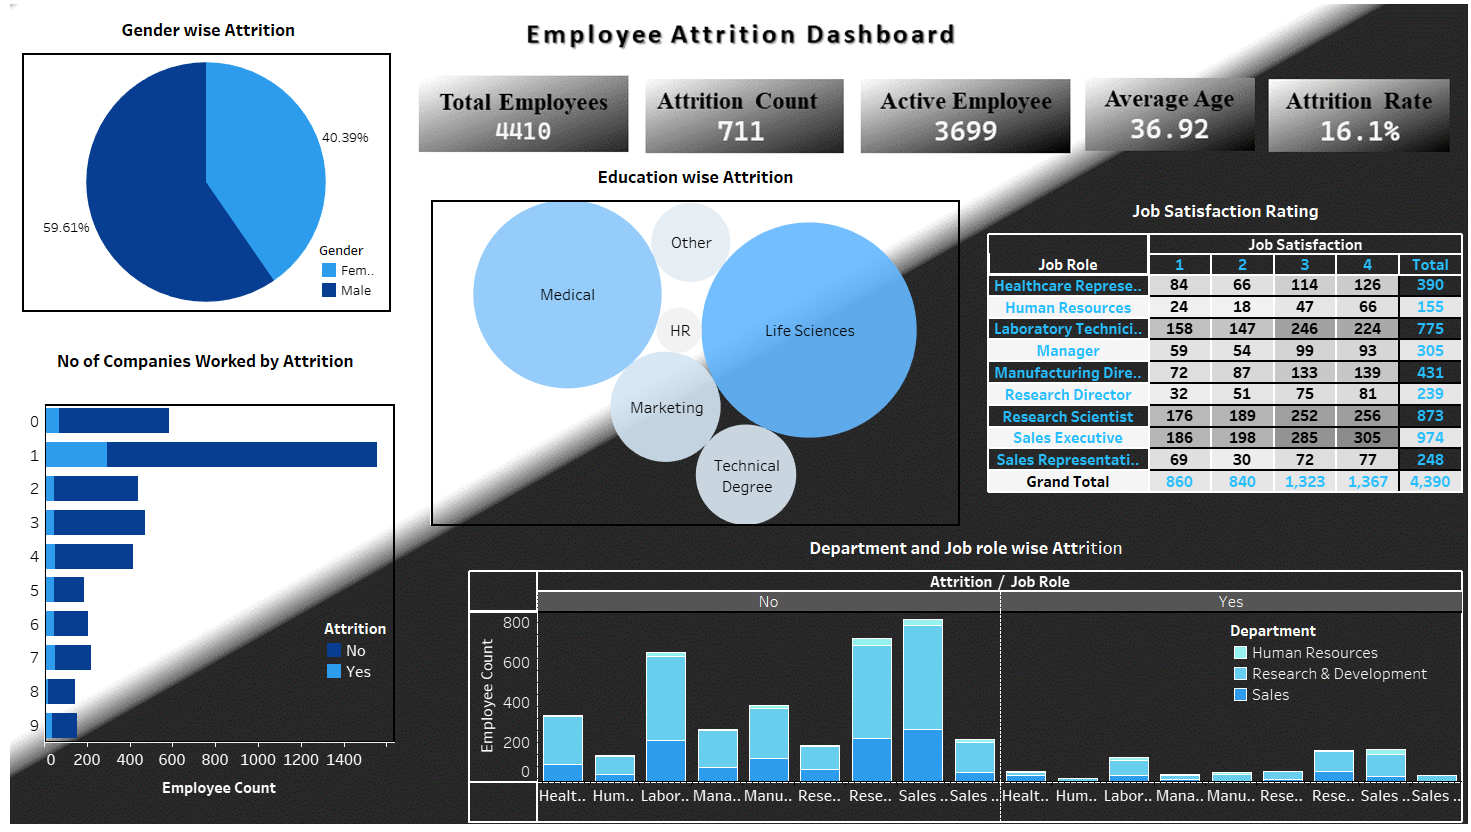 Gender wise Attrition
40.39%
59.61%
Gender
Fem..
Male
Employee Attrition Dashboard
Total Employees
4410
Attrition Count
711
Active Employee
3699
Average Age
36.92
Attrition Rate
16.1%
Education wise Attrition
Medical
Other
HR
Life Sciences
Marketing
Technical
Degree
Job Satisfaction Rating
Job Satisfaction
Job Role 1 2 3 4 Total
Healthcare Represe.. 84 66 114 126 390
Human Resources 24 18 47 66 155
Laboratory Technici.. 158 147 246 224 775
Manager 59 54 99 93 305
Manufacturing Dire.. 72 87 133 139 431
Research Director 32 51 75 81 239
Research Scientist 176 189 252 256 873
Sales Executive 186 198 285 305 974
Sales Representati.. 69 30 72 77 248
Grand Total 860 840 1,323 1,367 4,390
No of Companies Worked by Attrition
0
1
2
3
4
5
6
7
8
9
Attrition
No
Yes
0 200 400 600 800 1000 1200 1400
Employee Count
Department and Job role wise Attrition
Attrition / Job Role
No Yes
Employee Count
800
600
400
200
0
Department
Human Resources
Research & Development
Sales
Healt.. Hum.. Labor.. Mana.. Manu.. Rese.. Rese.. Sales .. Sales .. Healt.. Hum.. Labor.. Mana.. Manu.. Rese.. Rese.. Sales .. Sales ..